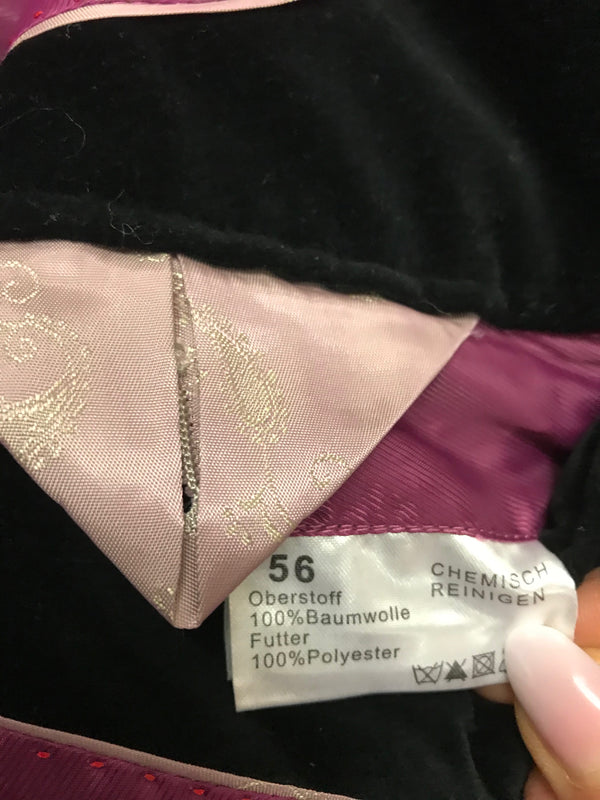 56
Oberstoff
100%Baumwolle
Futter
100%Polyester
CHEMISCH
REINIGEN